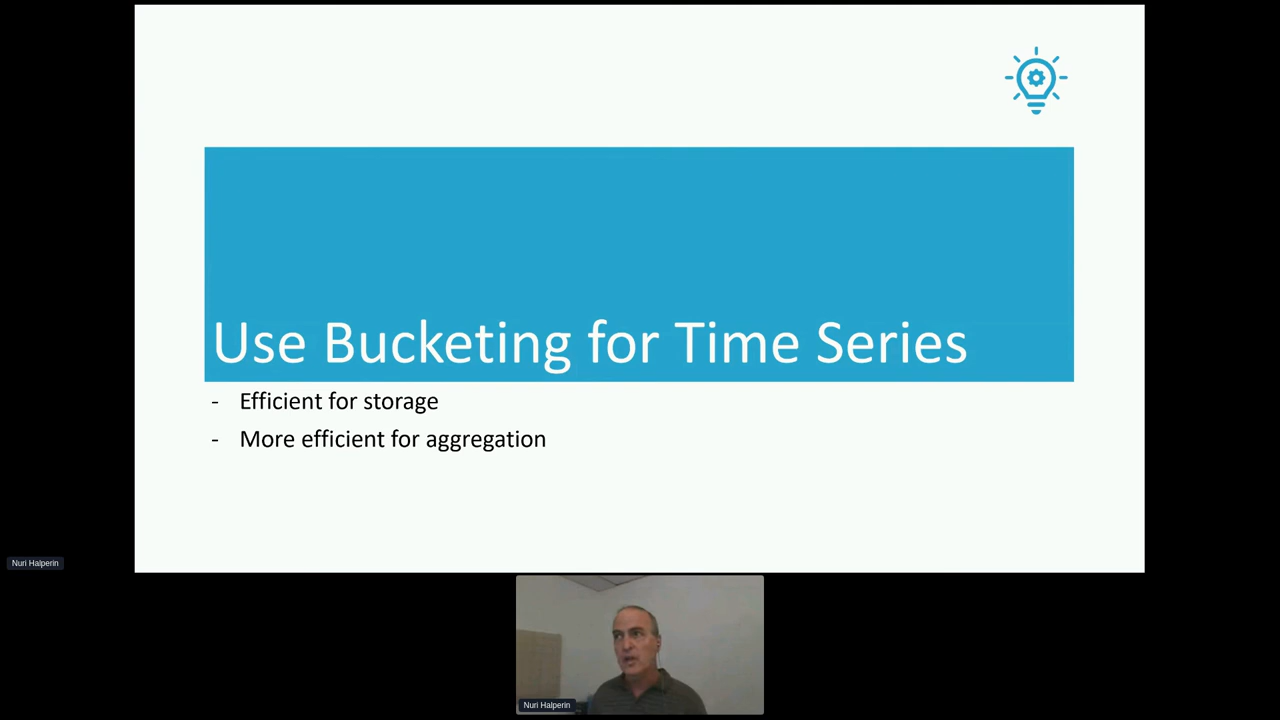 Use Bucketing for Time Series
- Efficient for storage
- More efficient for aggregation
Nuri Halperin
Nuri Halperin